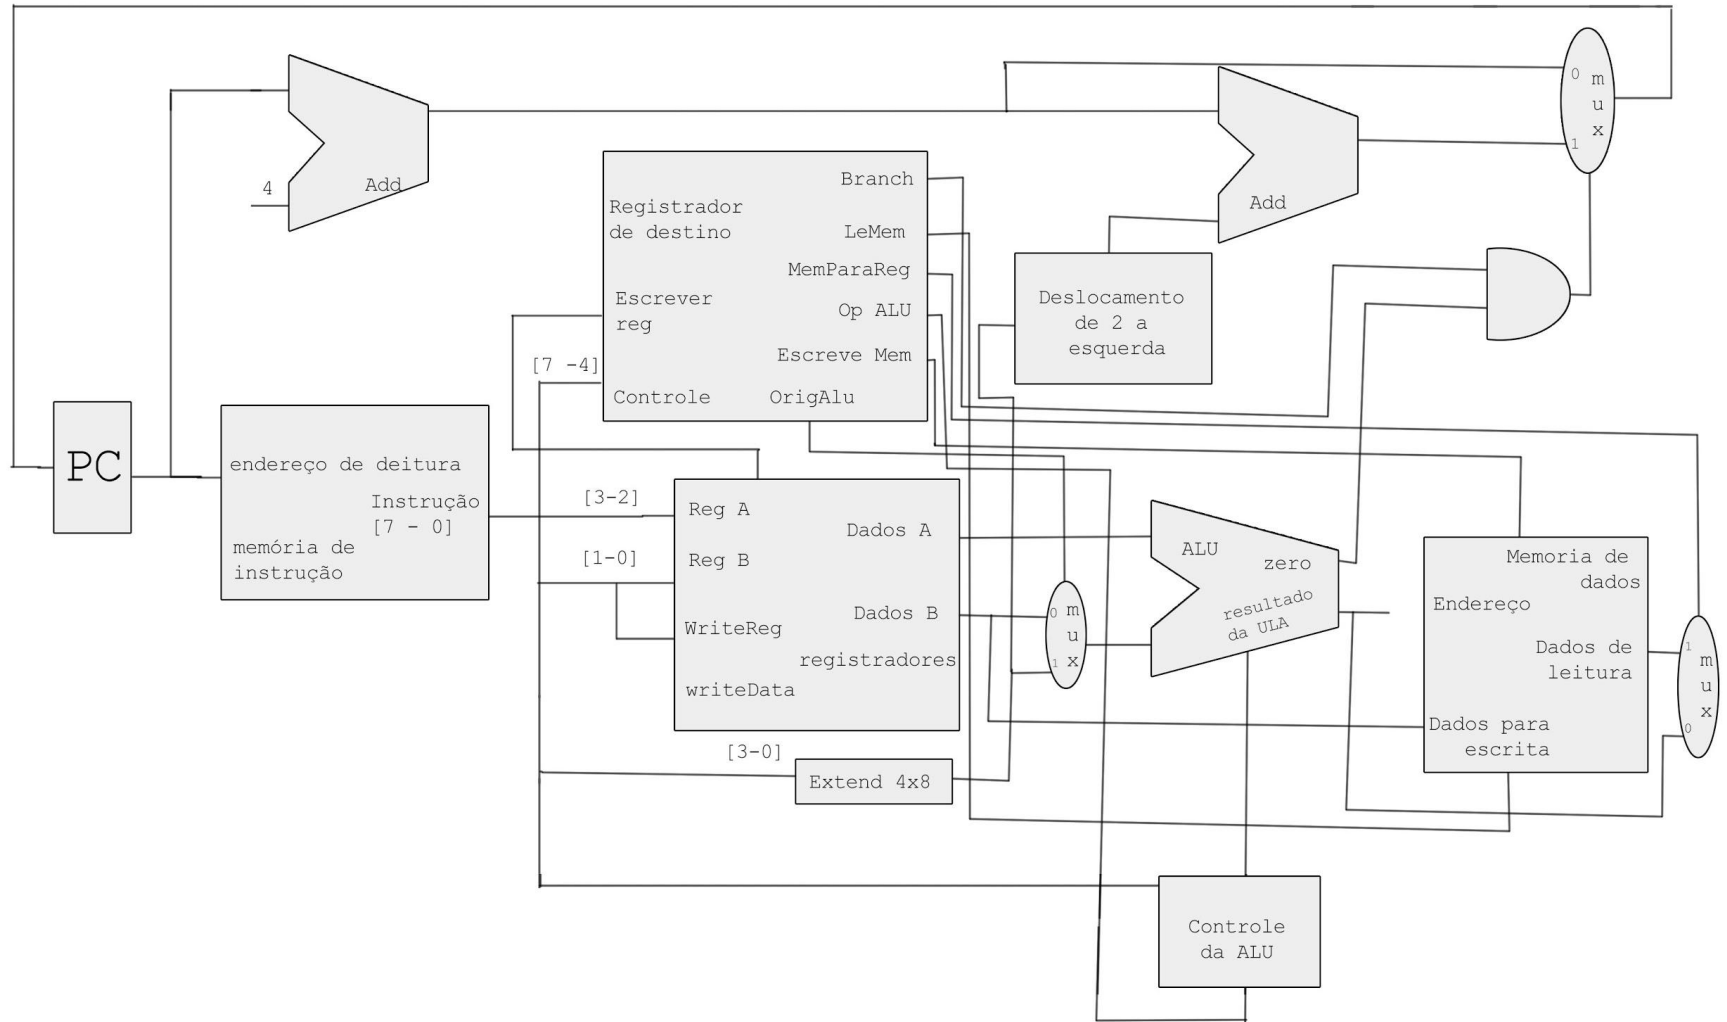 4
Add
Registrador
de destino
Escrever
reg
[7 -4]
Controle
Branch
LeMem
MemParaReg
Op ALU
Escreve Mem
OrigAlu
Deslocamento
de 2 a
esquerda
Add
0
1
m
u
x
PC
endereço de deitura
Instrução
[7 - 0]
memória de
instrução
[3-2]
[1-0]
Reg A
Reg B
WriteReg
writeData
Dados A
Dados B
registradores
[3-0]
Extend 4x8
0
1
m
u
x
ALU
zero
resultado
da ULA
Memoria de
dados
Endereço
Dados de
leitura
Dados para
escrita
1
0
m
u
x
Controle
da ALU